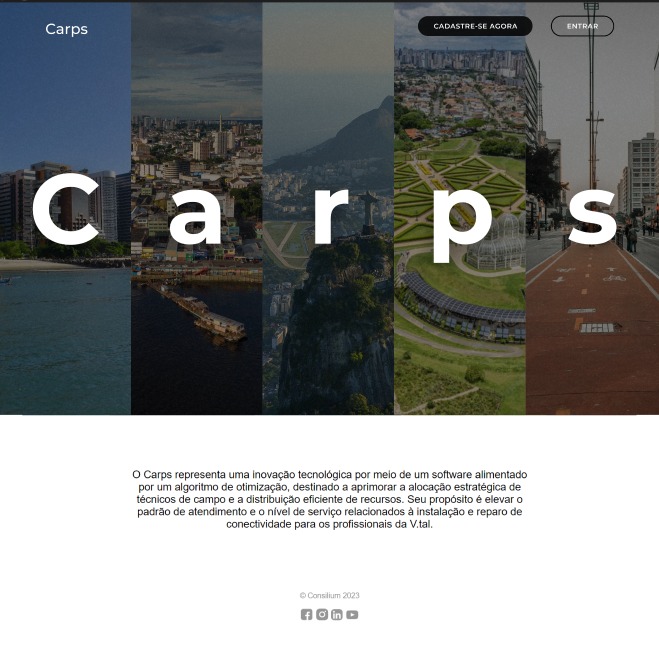 Carps
CADASTRE-SE AGORA
ENTRAR
Carps
O Carps representa uma inovação tecnológica por meio de um software alimentado
por um algoritmo de otimização, destinado a aprimorar a alocação estratégica de
técnicos de campo e a distribuição eficiente de recursos. Seu propósito é elevar o
padrão de atendimento e o nível de serviço relacionados à instalação e reparo de
conectividade para os profissionais da V.tal.
© Consilium 2023